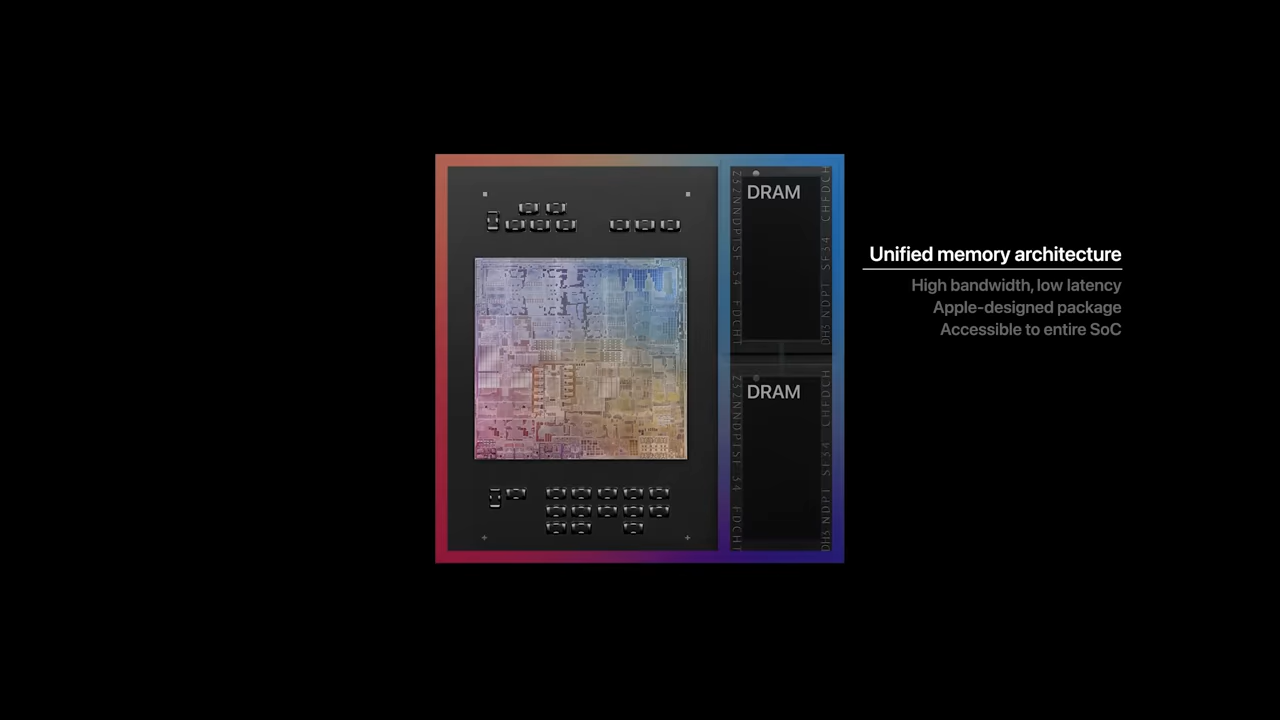 DRAM
Unified memory architecture
High bandwidth, low latency
Apple-designed package
Accessible to entire SoC
DRAM